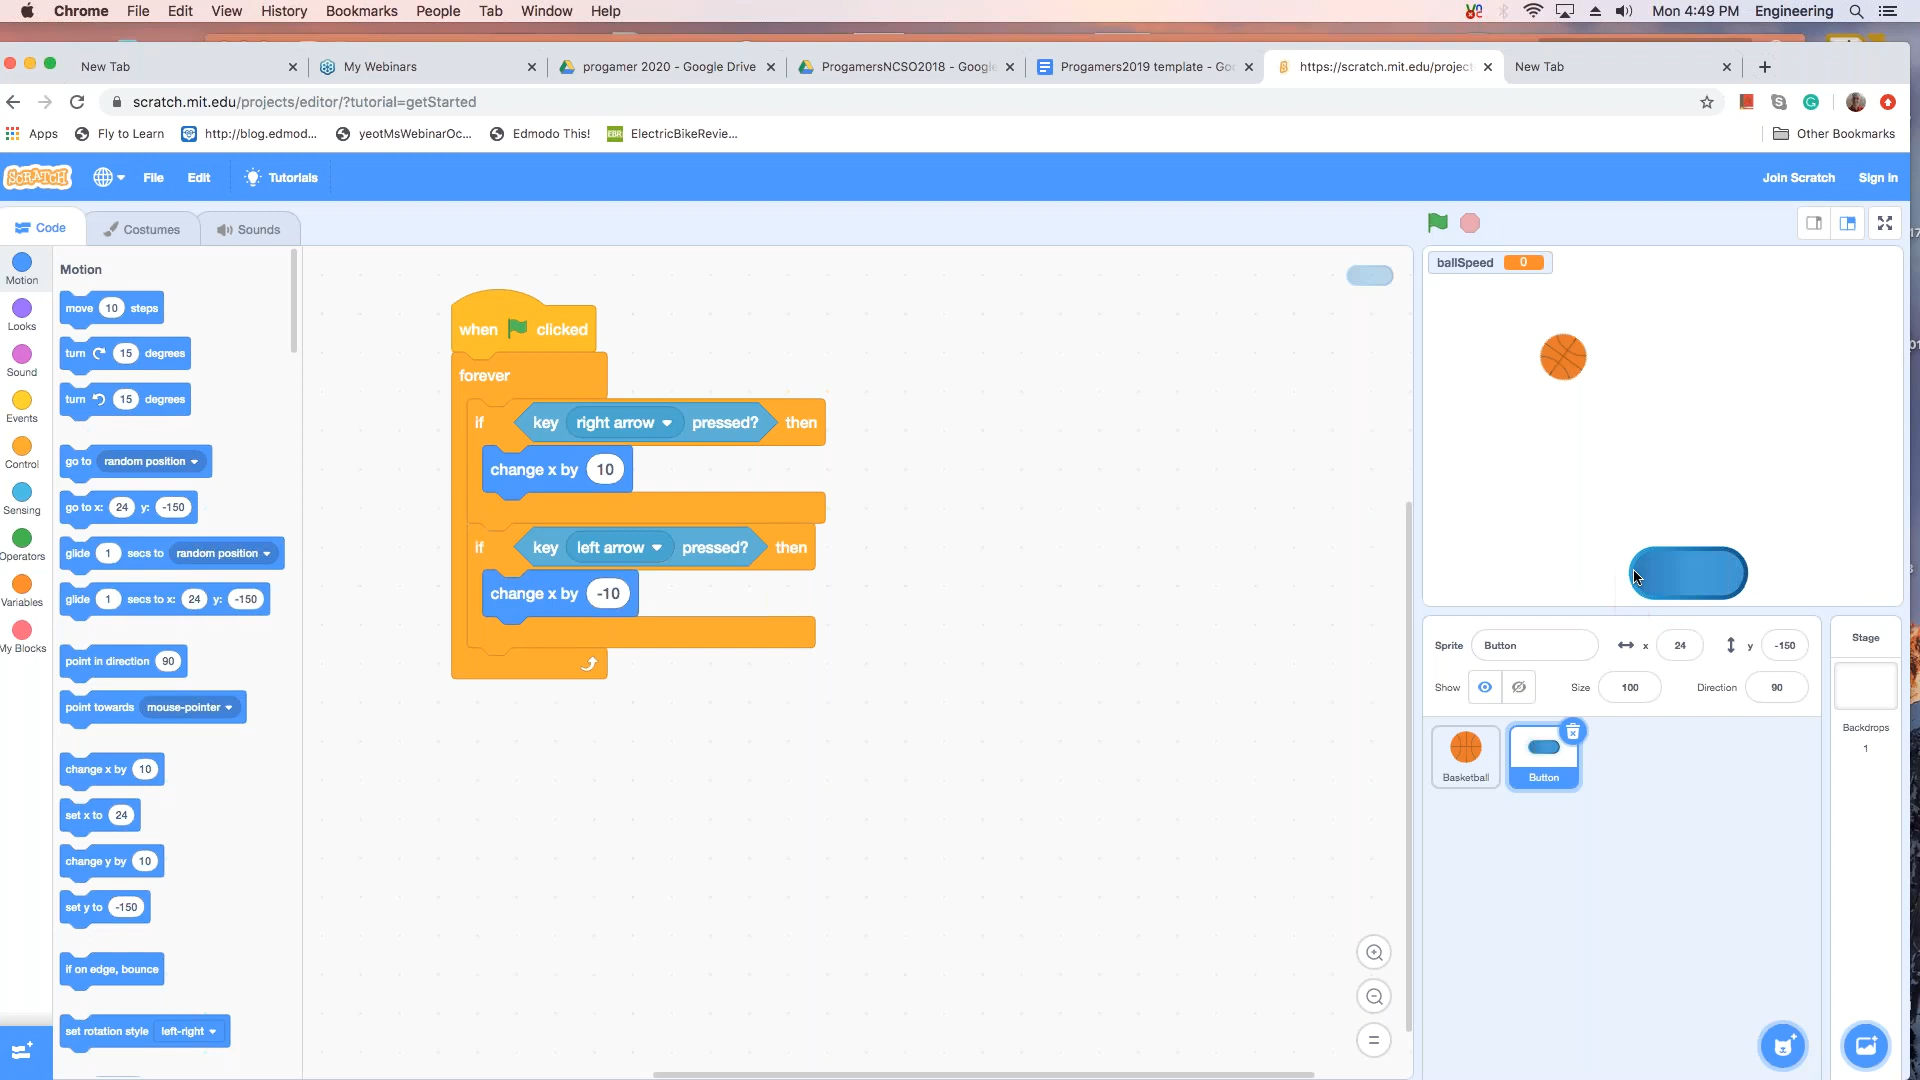 Chrome File Edit View History Bookmarks People Tab Window Help
Mon 4:49 PM Engineering
New Tab
My Webinars
progamer 2020 - Google Drive
ProgamersNCSO2018 - Google
Progamers2019 template - Goo
https://scratch.mit.edu/project
New Tab
scratch.mit.edu/projects/editor/?tutorial=getStarted
Apps
Fly to Learn
http://blog.edmod...
yeotMsWebinarOc...
Edmodo This!
EBR ElectricBikeRevie...
Other Bookmarks
SCRATCH
File
Edit
Tutorials
Join Scratch
Sign in
Code
Costumes
Sounds
Motion
Looks
Sound
Events
Control
Sensing
Operators
Variables
My Blocks
Motion
move 10 steps
turn 15 degrees
turn 15 degrees
go to random position
go to x: 24 y: -150
glide 1 secs to random position
glide 1 secs to x: 24 y: -150
point in direction 90
point towards mouse-pointer
change x by 10
set x to 24
change y by 10
set y to -150
if on edge, bounce
set rotation style left-right
when clicked
forever
if key right arrow pressed? then
change x by 10
if key left arrow pressed? then
change x by -10
ballSpeed 0
Sprite Button x 24 y -150
Show Size 100 Direction 90
Basketball
Button
Stage
Backdrops
1